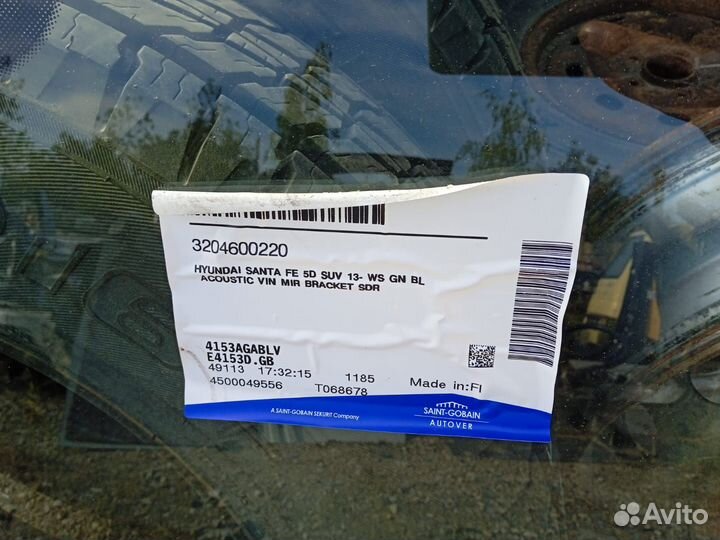 3204600220
HYUNDAI SANTA FE 5D SUV 13- WS GN BL
ACOUSTIC VIN MIR BRACKET SDR
4153AGABLV
E4153D.GB
49113 17:32:15 1185
4500049556 T068678 Made in:FI
A SAINT-GOBAIN SEKURIT Company
SAINT-GOBAIN
AUTOVER
Avito